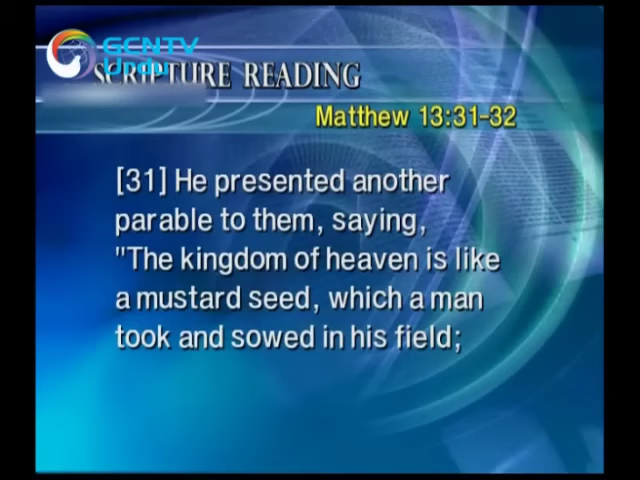 GCNTV
Urdu
SCRIPTURE READING
Matthew 13:31-32
[31] He presented another
parable to them, saying,
"The kingdom of heaven is like
a mustard seed, which a man
took and sowed in his field;